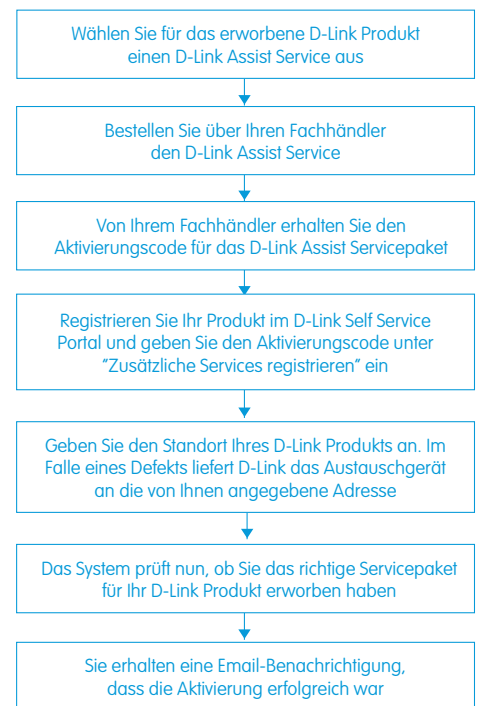 Wählen Sie für das erworbene D-Link Produkt
einen D-Link Assist Service aus
Bestellen Sie über Ihren Fachhändler
den D-Link Assist Service
Von Ihrem Fachhändler erhalten Sie den
Aktivierungscode für das D-Link Assist Servicepaket
Registrieren Sie Ihr Produkt im D-Link Self Service
Portal und geben Sie den Aktivierungscode unter
"Zusätzliche Services registrieren" ein
Geben Sie den Standort Ihres D-Link Produkts an. Im
Falle eines Defekts liefert D-Link das Austauschgerät
an die von Ihnen angegebene Adresse
Das System prüft nun, ob Sie das richtige Servicepaket
für Ihr D-Link Produkt erworben haben
Sie erhalten eine Email-Benachrichtigung,
dass die Aktivierung erfolgreich war